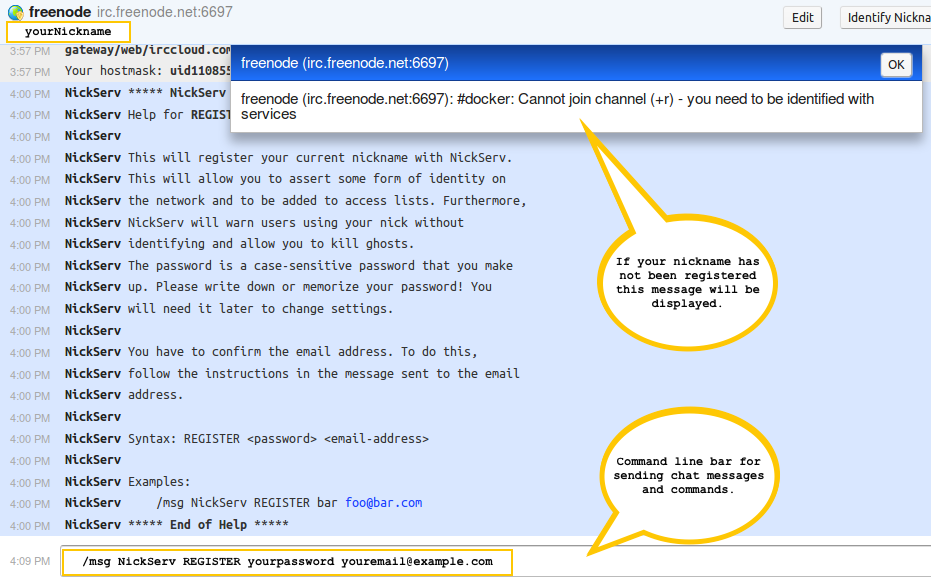 freenode irc.freenode.net:6697
Edit
Identify Nickna
yourNickname
3:57 PM gateway/web/irccloud.com
3:57 PM Your hostmask: uid110855
freenode (irc.freenode.net:6697)
OK
freenode (irc.freenode.net:6697): #docker: Cannot join channel (+r) - you need to be identified with
services
4:00 PM NickServ ***** NickServ
4:00 PM NickServ Help for REGIST
4:00 PM NickServ
4:00 PM NickServ This will register your current nickname with NickServ.
4:00 PM NickServ This will allow you to assert some form of identity on
4:00 PM NickServ the network and to be added to access lists. Furthermore,
4:00 PM NickServ NickServ will warn users using your nick without
4:00 PM NickServ identifying and allow you to kill ghosts.
4:00 PM NickServ The password is a case-sensitive password that you make
4:00 PM NickServ up. Please write down or memorize your password! You
4:00 PM NickServ will need it later to change settings.
4:00 PM NickServ
4:00 PM NickServ You have to confirm the email address. To do this,
4:00 PM NickServ follow the instructions in the message sent to the email
4:00 PM NickServ address.
4:00 PM NickServ
4:00 PM NickServ Syntax: REGISTER <password> <email-address>
4:00 PM NickServ
4:00 PM NickServ Examples:
4:00 PM NickServ /msg NickServ REGISTER bar foo@bar.com
4:00 PM NickServ ***** End of Help *****
If your nickname has
not been registered
this message will be
displayed.
Command line bar for
sending chat messages
and commands.
4:09 PM /msg NickServ REGISTER yourpassword youremail@example.com